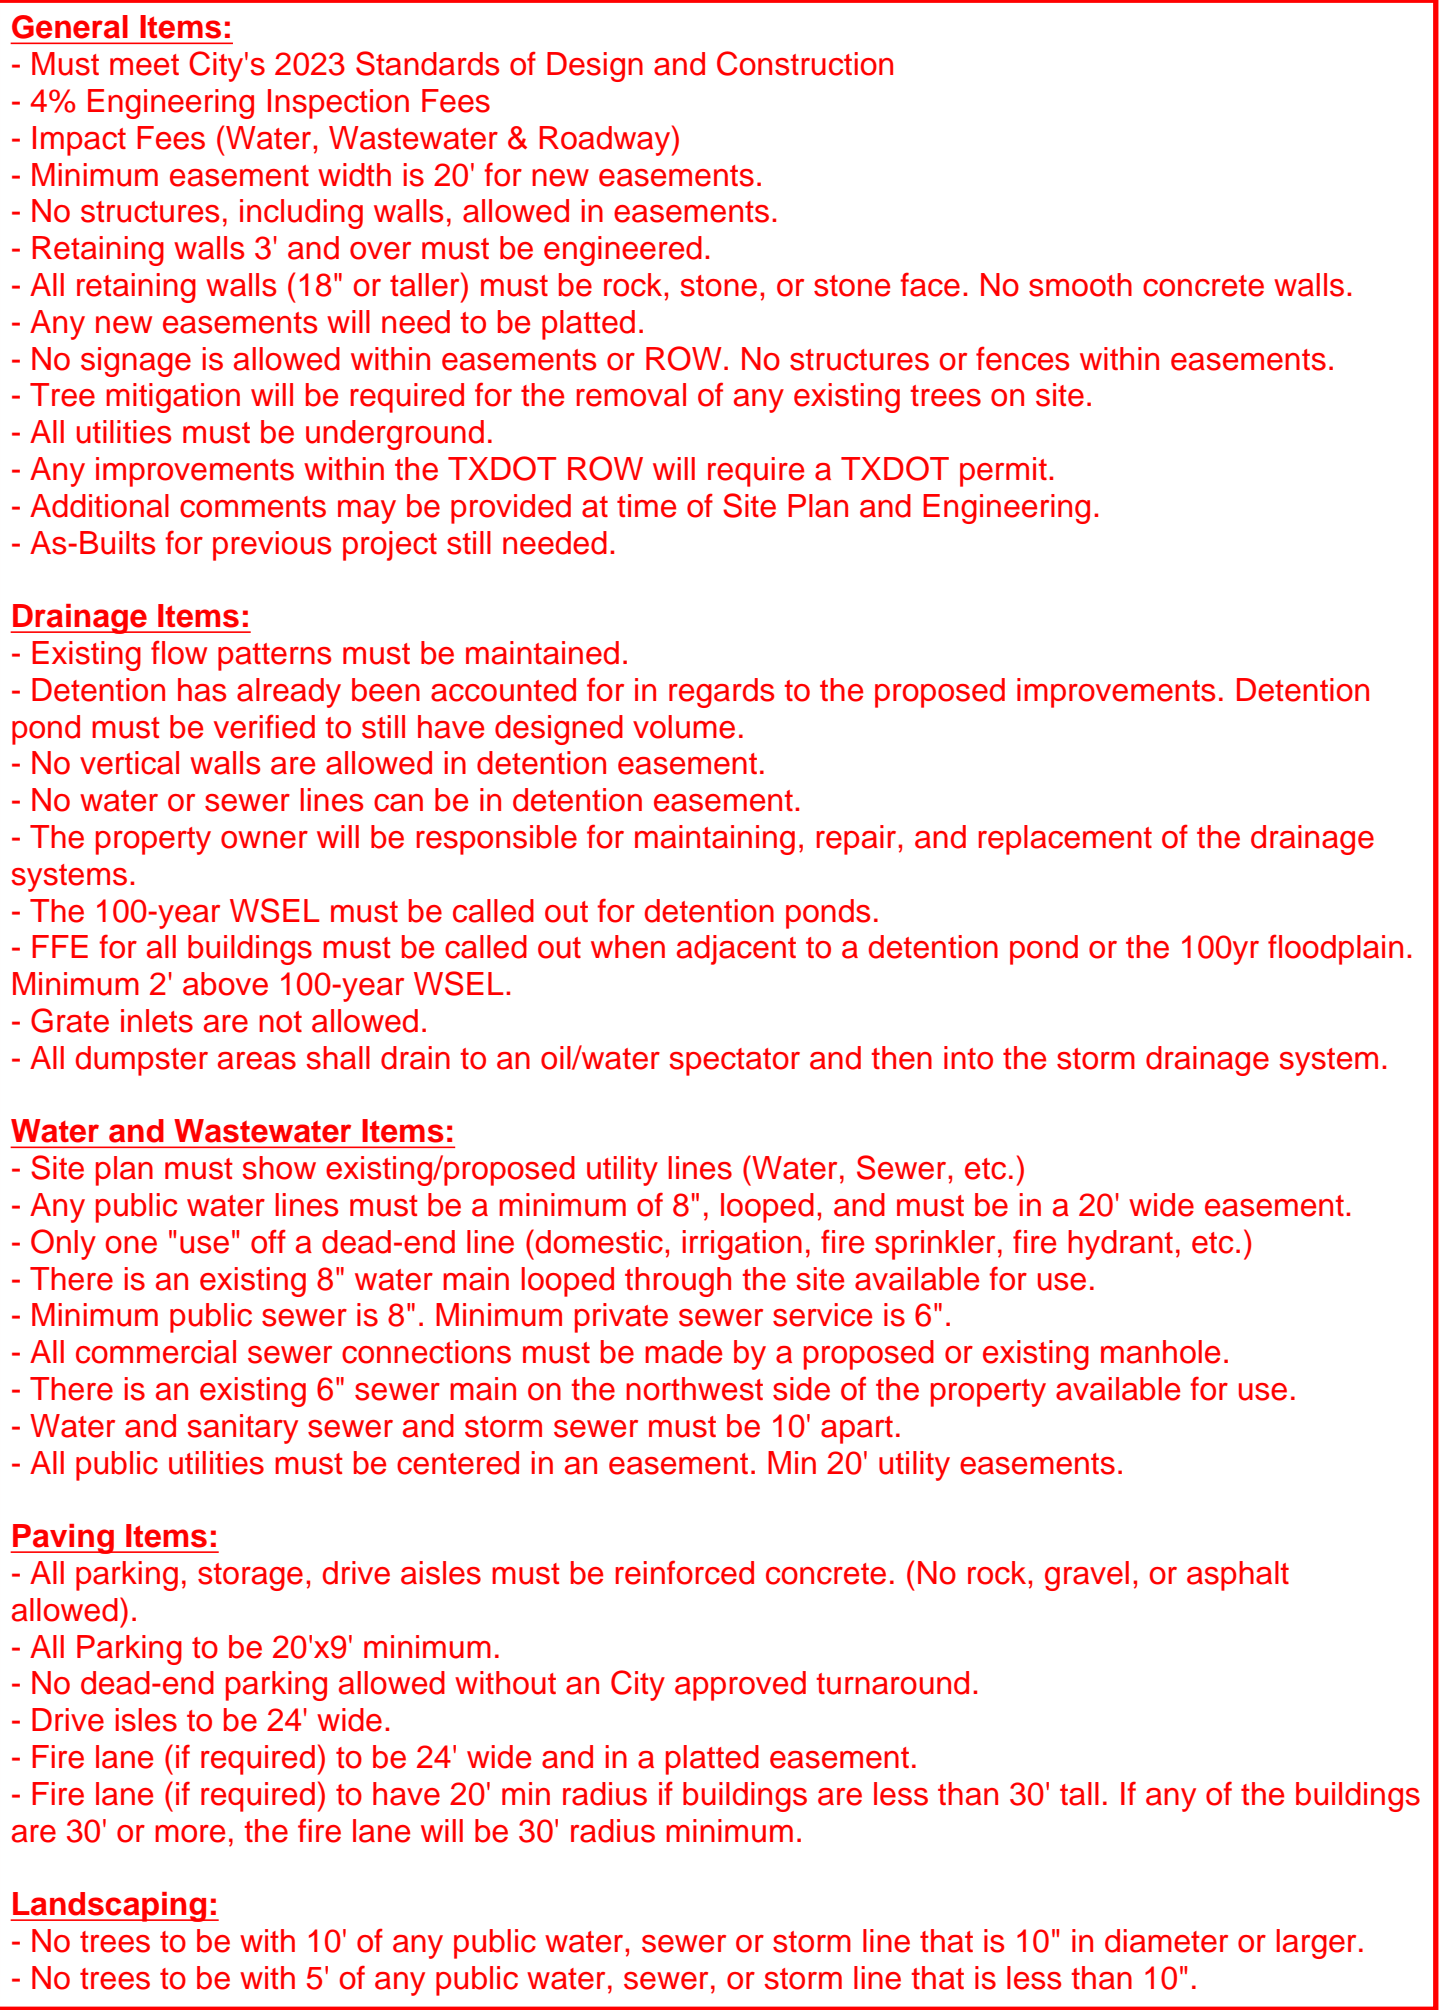 General Items:
- Must meet City's 2023 Standards of Design and Construction
- 4% Engineering Inspection Fees
- Impact Fees (Water, Wastewater & Roadway)
- Minimum easement width is 20' for new easements.
- No structures, including walls, allowed in easements.
- Retaining walls 3' and over must be engineered.
- All retaining walls (18" or taller) must be rock, stone, or stone face. No smooth concrete walls.
- Any new easements will need to be platted.
- No signage is allowed within easements or ROW. No structures or fences within easements.
- Tree mitigation will be required for the removal of any existing trees on site.
- All utilities must be underground.
- Any improvements within the TXDOT ROW will require a TXDOT permit.
- Additional comments may be provided at time of Site Plan and Engineering.
- As-Builts for previous project still needed.
Drainage Items:
- Existing flow patterns must be maintained.
- Detention has already been accounted for in regards to the proposed improvements. Detention
pond must be verified to still have designed volume.
- No vertical walls are allowed in detention easement.
- No water or sewer lines can be in detention easement.
- The property owner will be responsible for maintaining, repair, and replacement of the drainage
systems.
- The 100-year WSEL must be called out for detention ponds.
- FFE for all buildings must be called out when adjacent to a detention pond or the 100yr floodplain.
Minimum 2' above 100-year WSEL.
- Grate inlets are not allowed.
- All dumpster areas shall drain to an oil/water spectator and then into the storm drainage system.
Water and Wastewater Items:
- Site plan must show existing/proposed utility lines (Water, Sewer, etc.)
- Any public water lines must be a minimum of 8", looped, and must be in a 20' wide easement.
- Only one "use" off a dead-end line (domestic, irrigation, fire sprinkler, fire hydrant, etc.)
- There is an existing 8" water main looped through the site available for use.
- Minimum public sewer is 8". Minimum private sewer service is 6".
- All commercial sewer connections must be made by a proposed or existing manhole.
- There is an existing 6" sewer main on the northwest side of the property available for use.
- Water and sanitary sewer and storm sewer must be 10' apart.
- All public utilities must be centered in an easement. Min 20' utility easements.
Paving Items:
- All parking, storage, drive aisles must be reinforced concrete. (No rock, gravel, or asphalt
allowed).
- All Parking to be 20'x9' minimum.
- No dead-end parking allowed without an City approved turnaround.
- Drive isles to be 24' wide.
- Fire lane (if required) to be 24' wide and in a platted easement.
- Fire lane (if required) to have 20' min radius if buildings are less than 30' tall. If any of the buildings
are 30' or more, the fire lane will be 30' radius minimum.
Landscaping:
- No trees to be with 10' of any public water, sewer or storm line that is 10" in diameter or larger.
- No trees to be with 5' of any public water, sewer, or storm line that is less than 10".